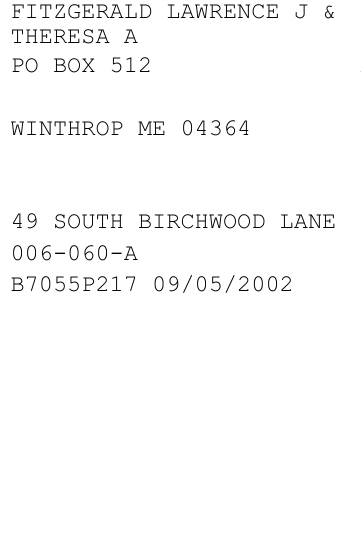 FITZGERALD LAWRENCE J &
THERESA A
PO BOX 512
WINTHROP ME 04364
49 SOUTH BIRCHWOOD LANE
006-060-A
B7055P217 09/05/2002